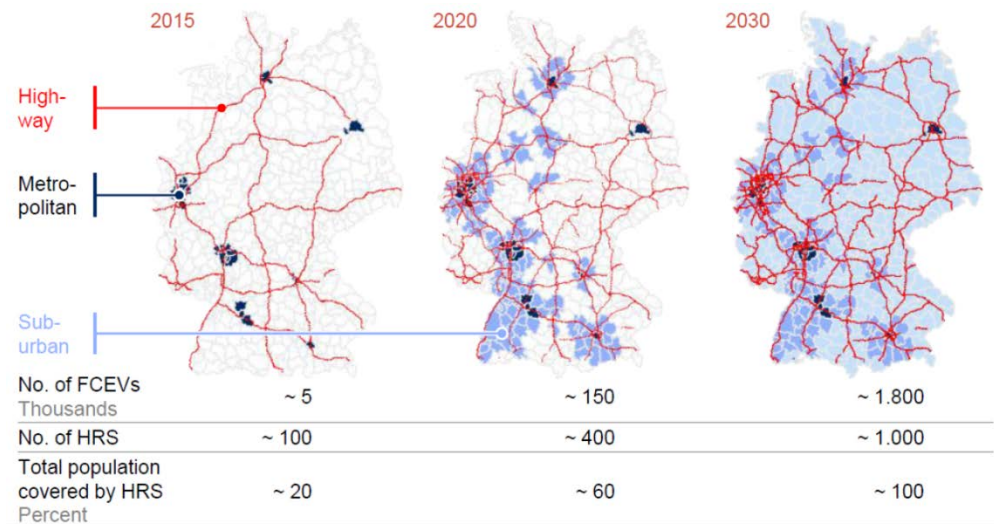 2015
2020
2030
High-
way
Metro-
politan
Sub-
urban
No. of FCEVs
Thousands
~ 5
~ 150
~ 1.800
No. of HRS
~ 100
~ 400
~ 1.000
Total population
covered by HRS
Percent
~ 20
~ 60
~ 100